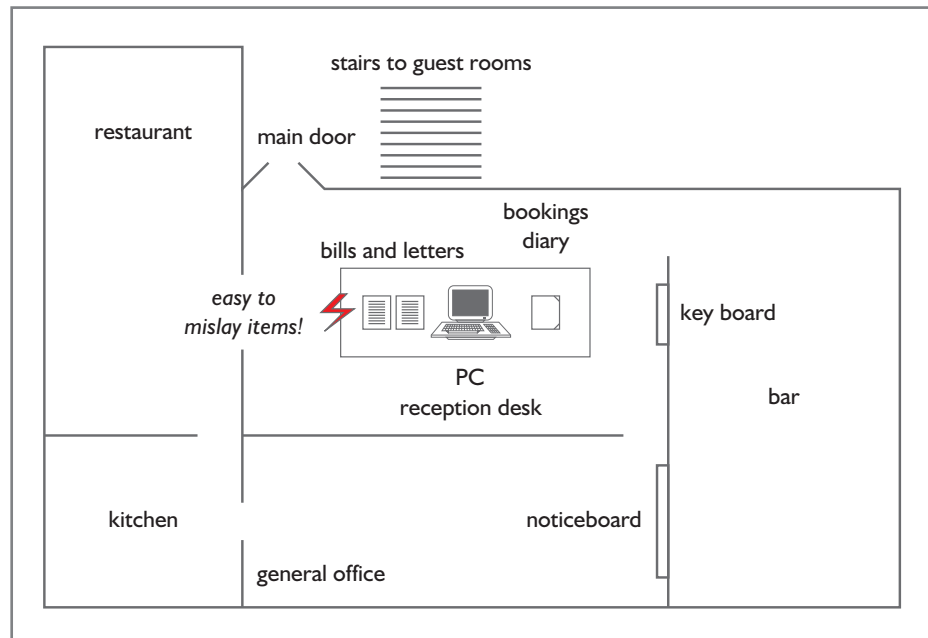 stairs to guest rooms
restaurant
main door
bookings
diary
bills and letters
easy to
mislay items!
key board
PC
reception desk
bar
kitchen
noticeboard
general office